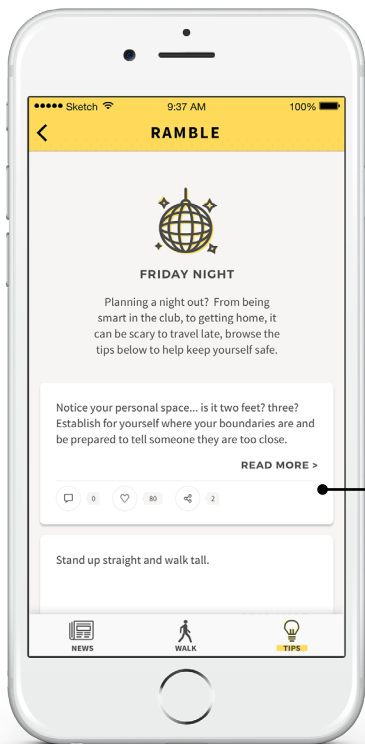 Sketch 9:37 AM 100%
RAMBLE
FRIDAY NIGHT
Planning a night out? From being
smart in the club, to getting home, it
can be scary to travel late, browse the
tips below to help keep yourself safe.
Notice your personal space... is it two feet? three?
Establish for yourself where your boundaries are and
be prepared to tell someone they are too close.
READ MORE >
0 80 2
Stand up straight and walk tall.
NEWS WALK TIPS